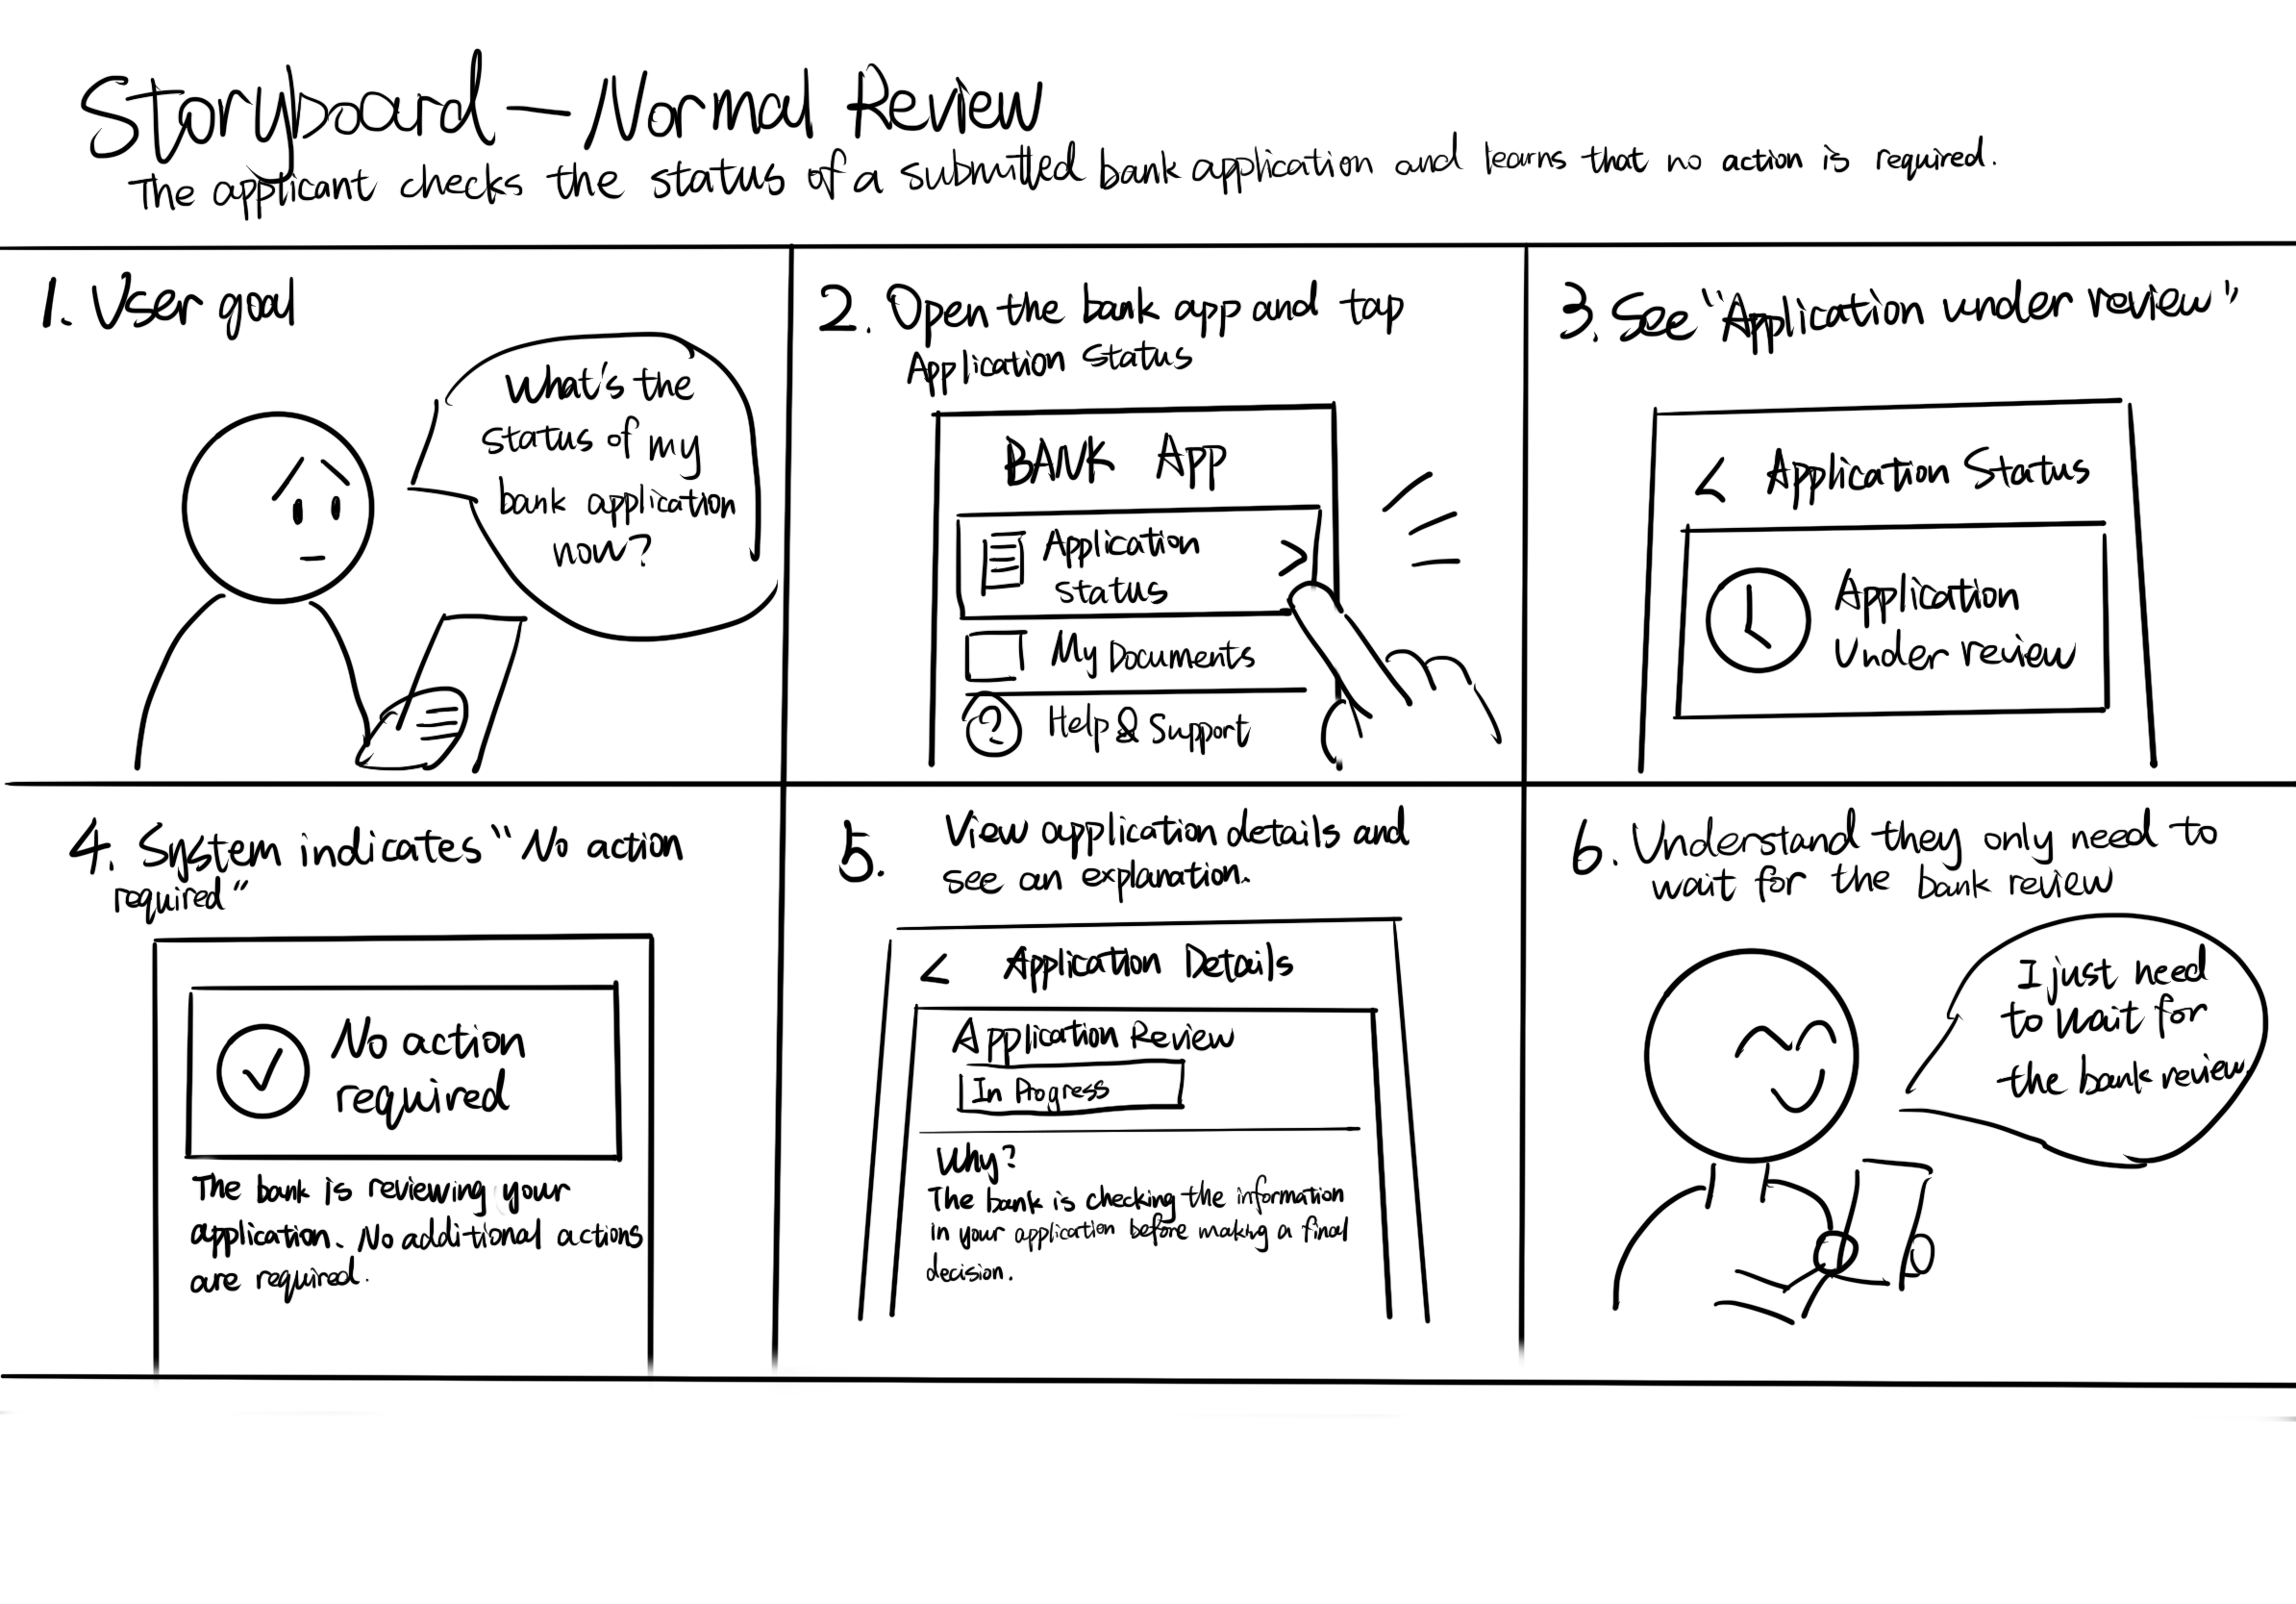 Storyboard — Normal Review
The applicant checks the status of a submitted bank application and learns that no action is required.
1. User goal
What's the
status of my
bank application
now?
2. Open the bank app and tap
Application Status
BANK APP
Application
Status
>
My Documents
? Help & Support
3. See "Application under review"
< Application Status
Application
Under review
4. System indicates "No action
required"
No action
required
The bank is reviewing your
application. No additional actions
are required.
5. View application details and
see an explanation.
< Application Details
Application Review
In Progress
Why?
The bank is checking the information
in your application before making a final
decision.
6. Understand they only need to
wait for the bank review
I just need
to wait for
the bank review.